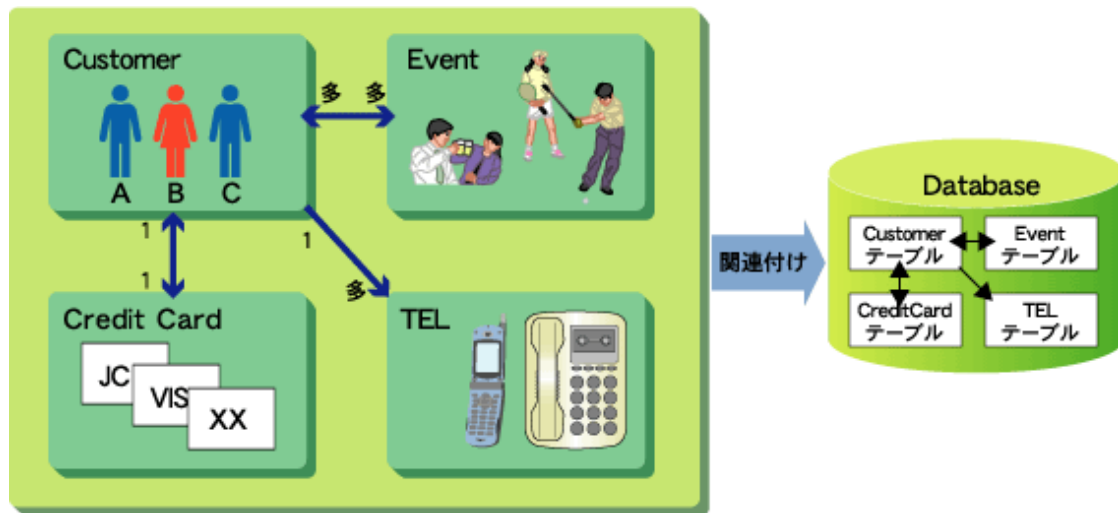 Customer
A B C
多 多
Event
1
1
1
多
Credit Card
JC
VIS
XX
TEL
関連付け
Database
Customer
テーブル
Event
テーブル
CreditCard
テーブル
TEL
テーブル